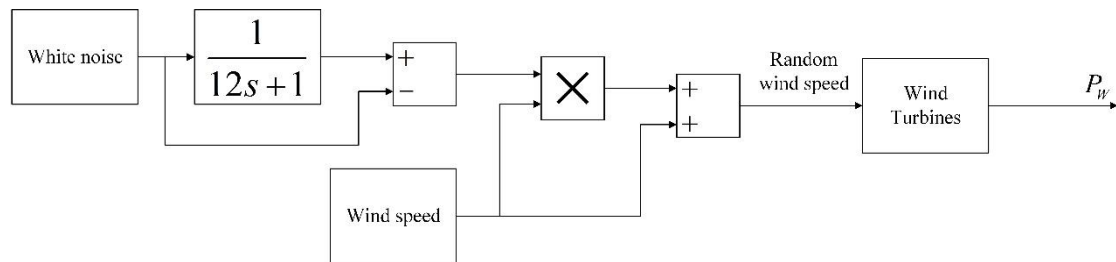 White noise
1
12s+1
+
−
×
+
+
Random
wind speed
Wind
Turbines
P_W
Wind speed